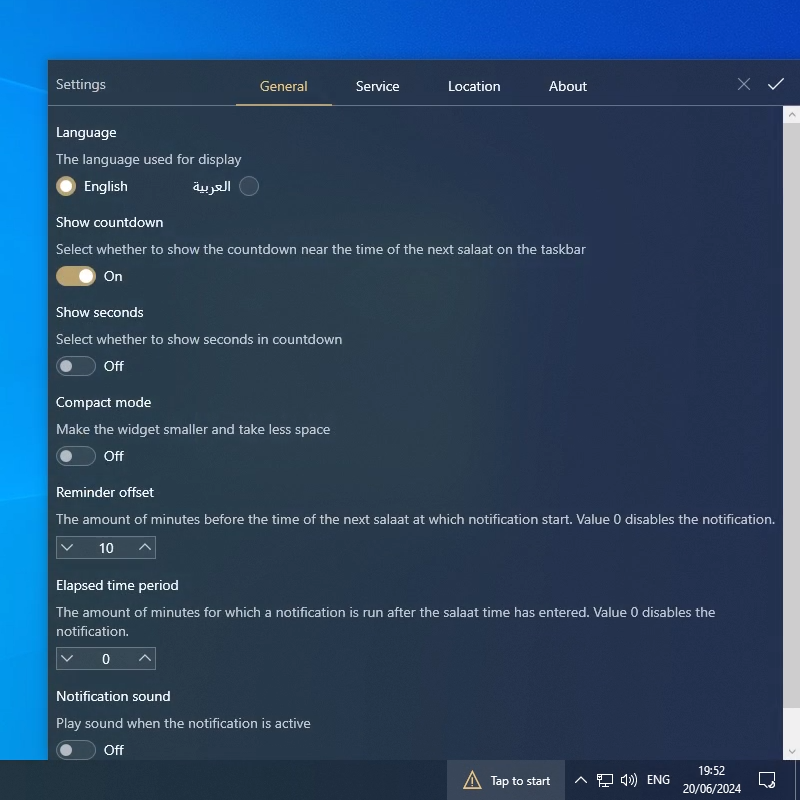 Settings
General
Service
Location
About
Language
The language used for display
English
العربية
Show countdown
Select whether to show the countdown near the time of the next salaat on the taskbar
On
Show seconds
Select whether to show seconds in countdown
Off
Compact mode
Make the widget smaller and take less space
Off
Reminder offset
The amount of minutes before the time of the next salaat at which notification start. Value 0 disables the notification.
10
Elapsed time period
The amount of minutes for which a notification is run after the salaat time has entered. Value 0 disables the
notification.
0
Notification sound
Play sound when the notification is active
Off
Tap to start
ENG
19:52
20/06/2024